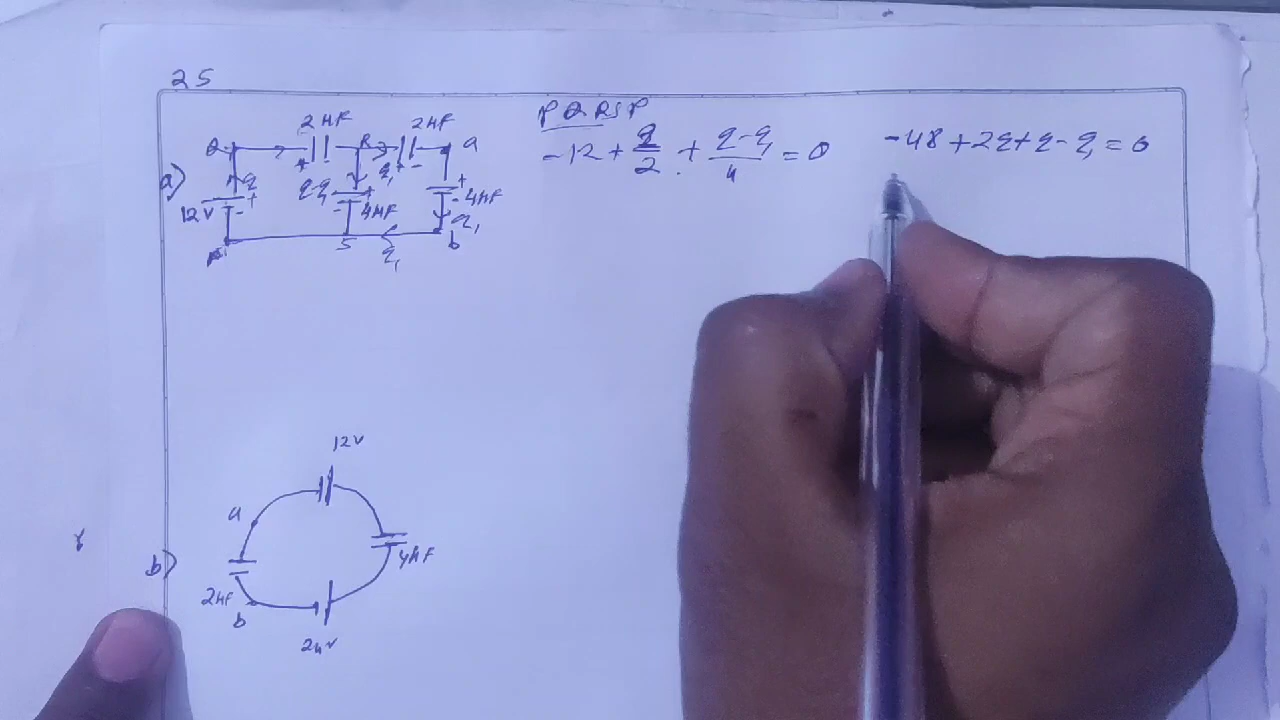 25
a)
2μF
2μF
Q
R
a
12V
q
+
-
q-q₁
4μF
q₁
4μF
q₁
P
S
b
q₁
PQRSP
-12 + q/2 + q-q₁/4 = 0
-48 + 2q + q - q₁ = 0
b)
12V
a
4μF
2μF
b
24V